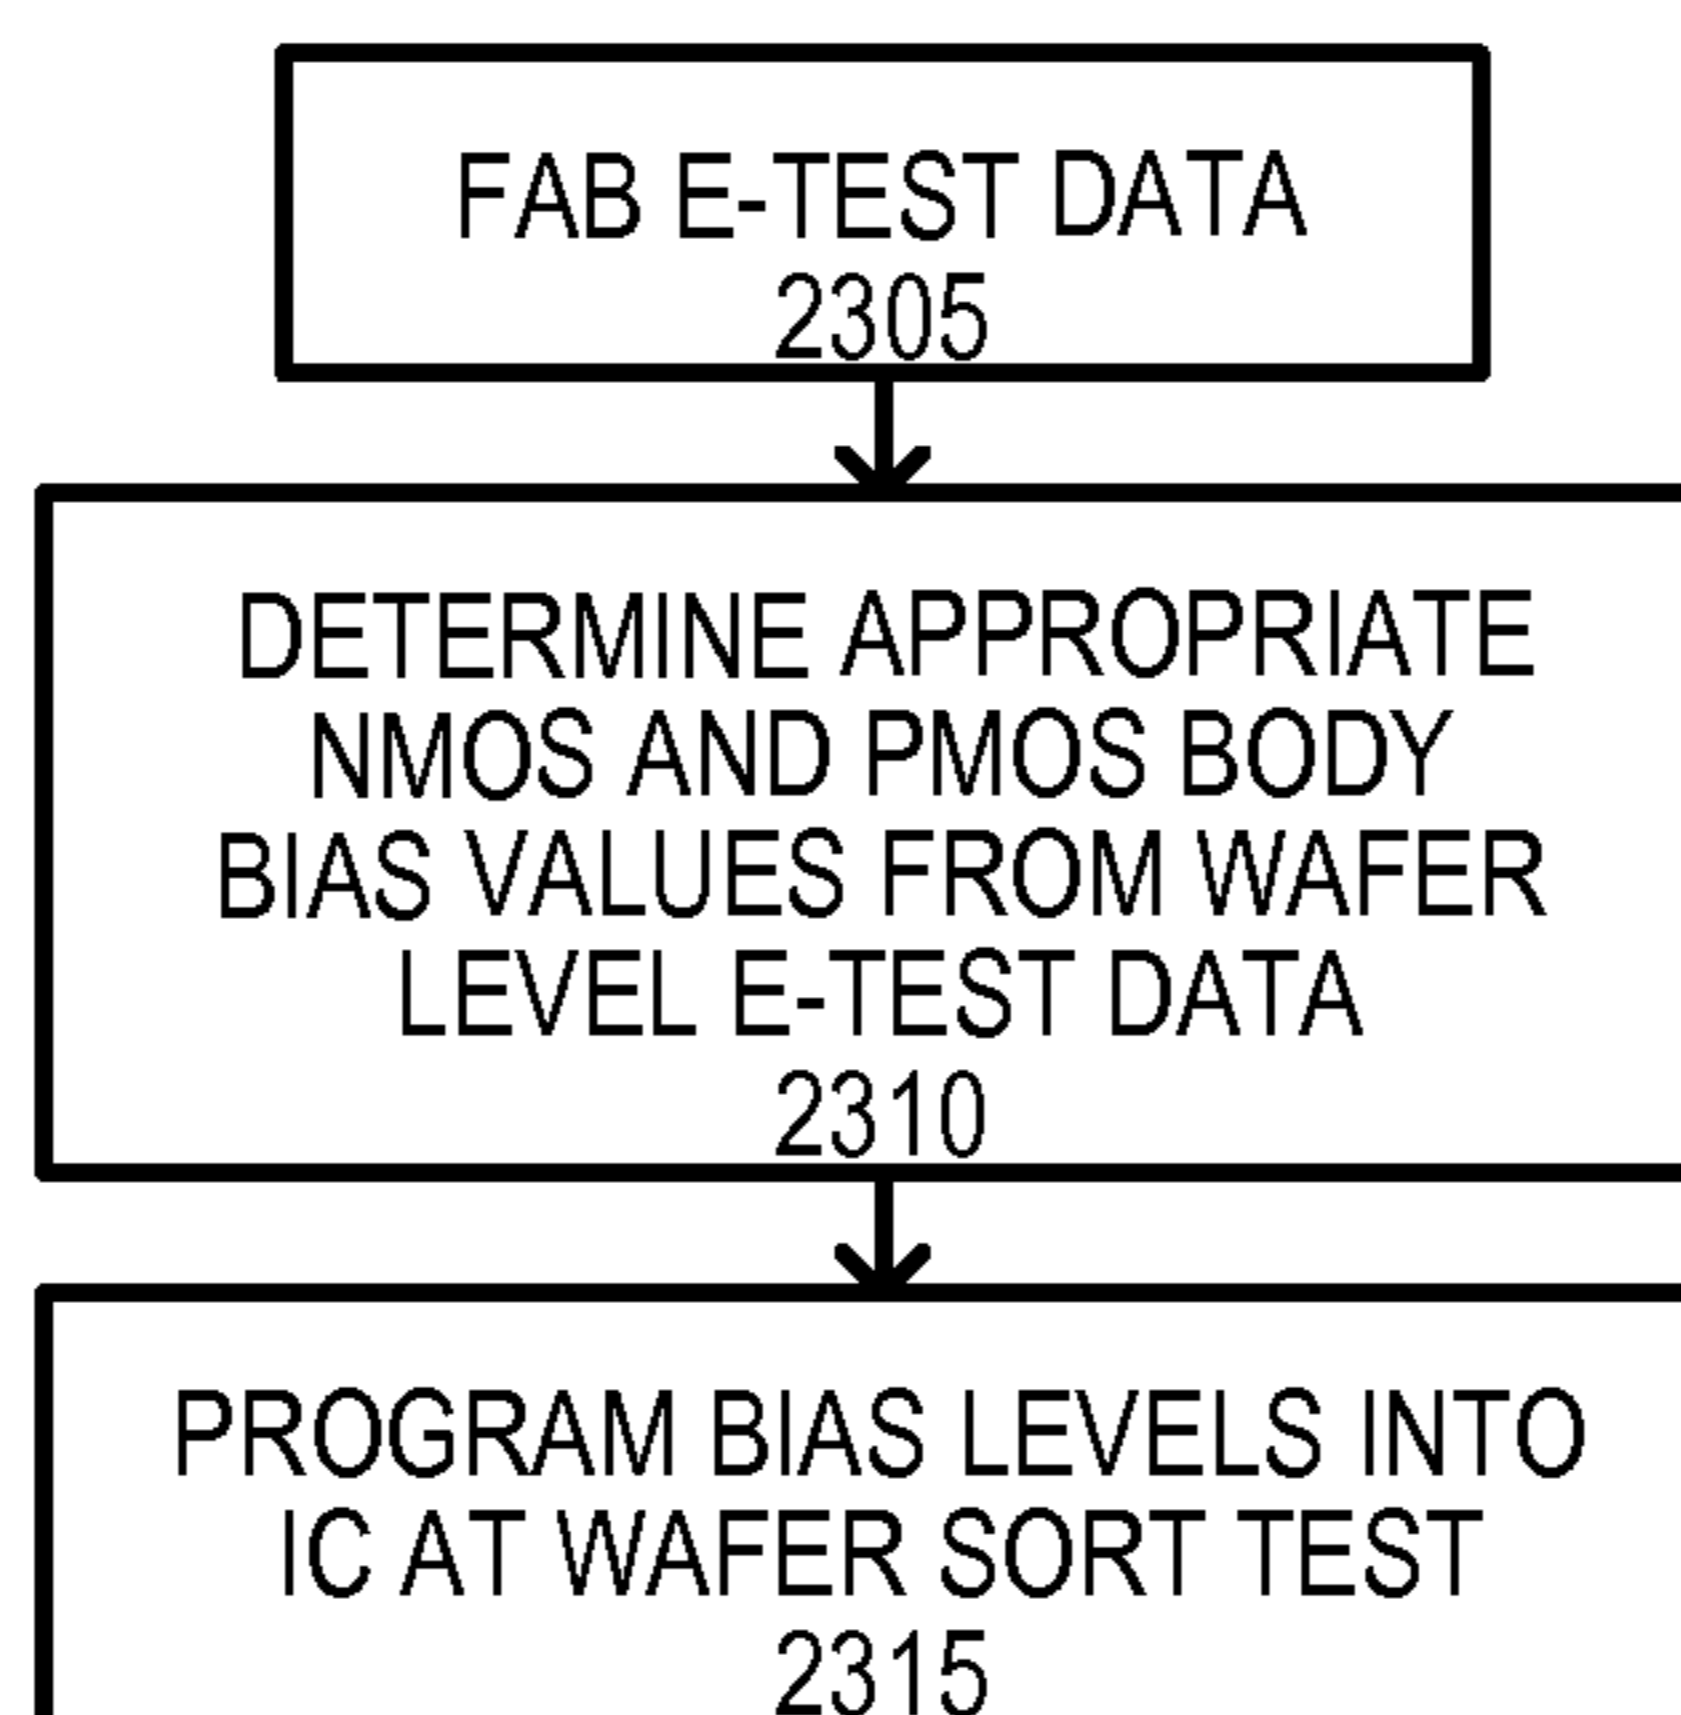 FAB E-TEST DATA
2305
DETERMINE APPROPRIATE
NMOS AND PMOS BODY
BIAS VALUES FROM WAFER
LEVEL E-TEST DATA
2310
PROGRAM BIAS LEVELS INTO
IC AT WAFER SORT TEST
2315